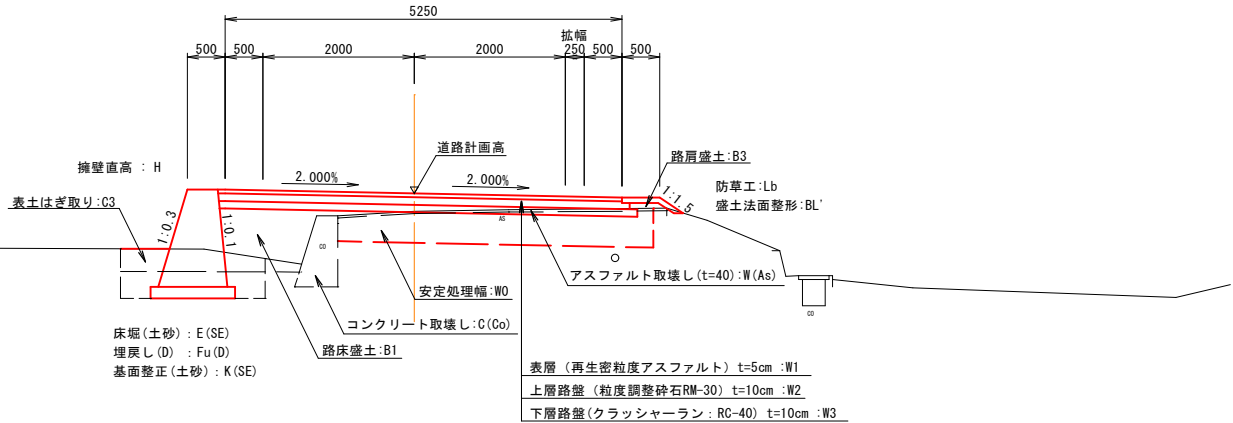 5250
拡幅
500
500
2000
2000
250
500
500
道路計画高
路肩盛土:B3
擁壁直高 : H
2.000%
2.000%
防草工:Lb
盛土法面整形:BL'
表土はぎ取り:C3
1:0.3
1:0.1
1:1.5
AS
CO
アスファルト取壊し(t=40):W(As)
安定処理幅:W0
CO
コンクリート取壊し:C(Co)
床堀(土砂) : E(SE)
埋戻し(D) : Fu(D)
基面整正(土砂) : K(SE)
路床盛土:B1
表層 (再生密粒度アスファルト) t=5cm :W1
上層路盤 (粒度調整砕石RM-30) t=10cm :W2
下層路盤(クラッシャーラン : RC-40) t=10cm :W3